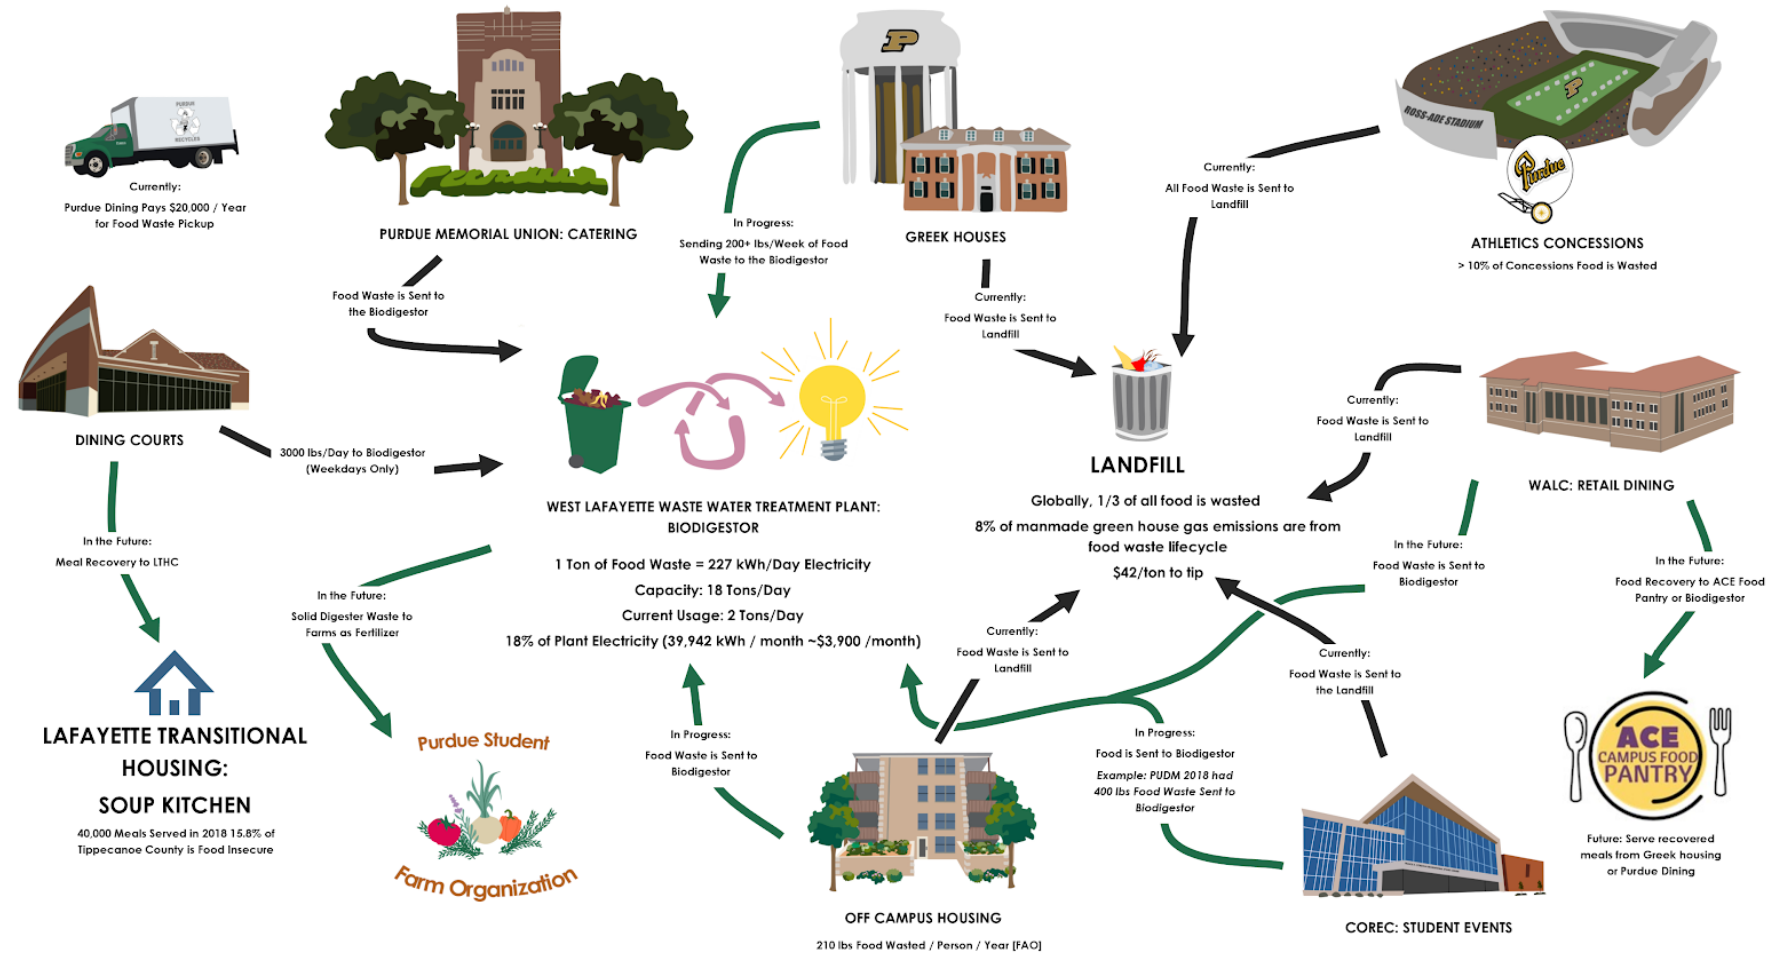 PURDUE
RECYCLES
Currently:
Purdue Dining Pays $20,000 / Year
for Food Waste Pickup
Purdue
PURDUE MEMORIAL UNION: CATERING
Food Waste is Sent to
the Biodigestor
P
GREEK HOUSES
In Progress:
Sending 200+ lbs/Week of Food
Waste to the Biodigestor
Currently:
Food Waste is Sent to
Landfill
P
ROSS-ADE STADIUM
Purdue
ATHLETICS CONCESSIONS
> 10% of Concessions Food is Wasted
Currently:
All Food Waste is Sent to
Landfill
DINING COURTS
3000 lbs/Day to Biodigestor
(Weekdays Only)
In the Future:
Meal Recovery to LTHC
WEST LAFAYETTE WASTE WATER TREATMENT PLANT:
BIODIGESTOR
1 Ton of Food Waste = 227 kWh/Day Electricity
Capacity: 18 Tons/Day
Current Usage: 2 Tons/Day
18% of Plant Electricity (39,942 kWh / month ~$3,900 /month)
In the Future:
Solid Digester Waste to
Farms as Fertilizer
LANDFILL
Globally, 1/3 of all food is wasted
8% of manmade green house gas emissions are from
food waste lifecycle
$42/ton to tip
Currently:
Food Waste is Sent to
Landfill
WALC: RETAIL DINING
In the Future:
Food Waste is Sent to
Biodigestor
In the Future:
Food Recovery to ACE Food
Pantry or Biodigestor
LAFAYETTE TRANSITIONAL
HOUSING:
SOUP KITCHEN
40,000 Meals Served in 2018 15.8% of
Tippecanoe County is Food Insecure
Purdue Student
Farm Organization
In Progress:
Food Waste is Sent to
Biodigestor
Currently:
Food Waste is Sent to
Landfill
OFF CAMPUS HOUSING
210 lbs Food Wasted / Person / Year [FAO]
In Progress:
Food is Sent to Biodigestor
Example: PUDM 2018 had
400 lbs Food Waste Sent to
Biodigestor
Currently:
Food Waste is Sent to
the Landfill
COREC: STUDENT EVENTS
ACE
CAMPUS FOOD
PANTRY
Future: Serve recovered
meals from Greek housing
or Purdue Dining